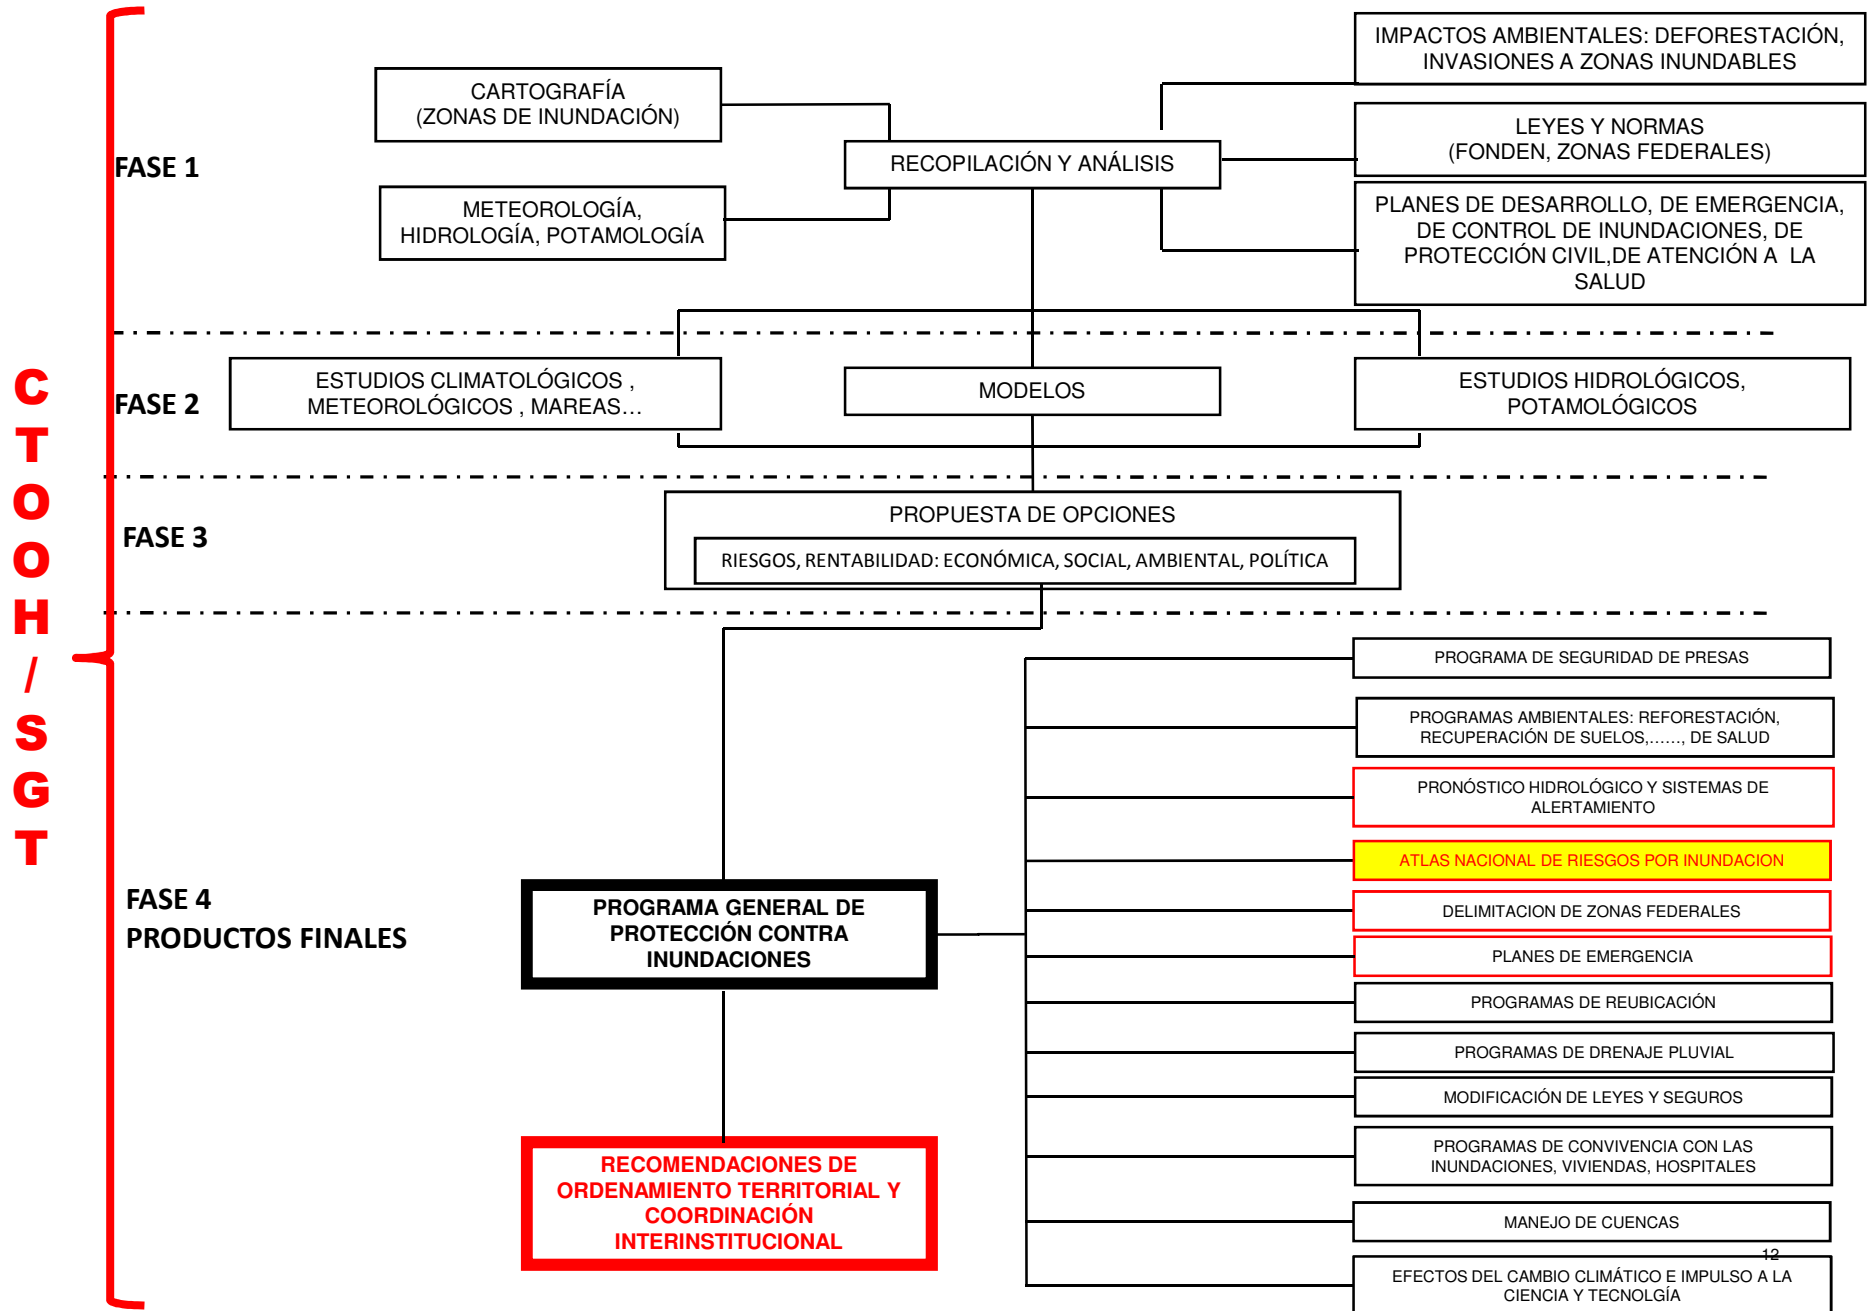 IMPACTOS AMBIENTALES: DEFORESTACIÓN,
INVASIONES A ZONAS INUNDABLES
CARTOGRAFÍA
(ZONAS DE INUNDACIÓN)
LEYES Y NORMAS
(FONDEN, ZONAS FEDERALES)
FASE 1
RECOPILACIÓN Y ANÁLISIS
METEOROLOGÍA,
HIDROLOGÍA, POTAMOLOGÍA
PLANES DE DESARROLLO, DE EMERGENCIA,
DE CONTROL DE INUNDACIONES, DE
PROTECCIÓN CIVIL,DE ATENCIÓN A LA
SALUD
C
T
O
O
H
/
S
G
T
FASE 2
ESTUDIOS CLIMATOLÓGICOS ,
METEOROLÓGICOS , MAREAS…
MODELOS
ESTUDIOS HIDROLÓGICOS,
POTAMOLÓGICOS
FASE 3
PROPUESTA DE OPCIONES
RIESGOS, RENTABILIDAD: ECONÓMICA, SOCIAL, AMBIENTAL, POLÍTICA
FASE 4
PRODUCTOS FINALES
PROGRAMA GENERAL DE
PROTECCIÓN CONTRA
INUNDACIONES
RECOMENDACIONES DE
ORDENAMIENTO TERRITORIAL Y
COORDINACIÓN
INTERINSTITUCIONAL
PROGRAMA DE SEGURIDAD DE PRESAS
PROGRAMAS AMBIENTALES: REFORESTACIÓN,
RECUPERACIÓN DE SUELOS,……, DE SALUD
PRONÓSTICO HIDROLÓGICO Y SISTEMAS DE
ALERTAMIENTO
ATLAS NACIONAL DE RIESGOS POR INUNDACION
DELIMITACION DE ZONAS FEDERALES
PLANES DE EMERGENCIA
PROGRAMAS DE REUBICACIÓN
PROGRAMAS DE DRENAJE PLUVIAL
MODIFICACIÓN DE LEYES Y SEGUROS
PROGRAMAS DE CONVIVENCIA CON LAS
INUNDACIONES, VIVIENDAS, HOSPITALES
MANEJO DE CUENCAS
12
EFECTOS DEL CAMBIO CLIMÁTICO E IMPULSO A LA
CIENCIA Y TECNOLGÍA